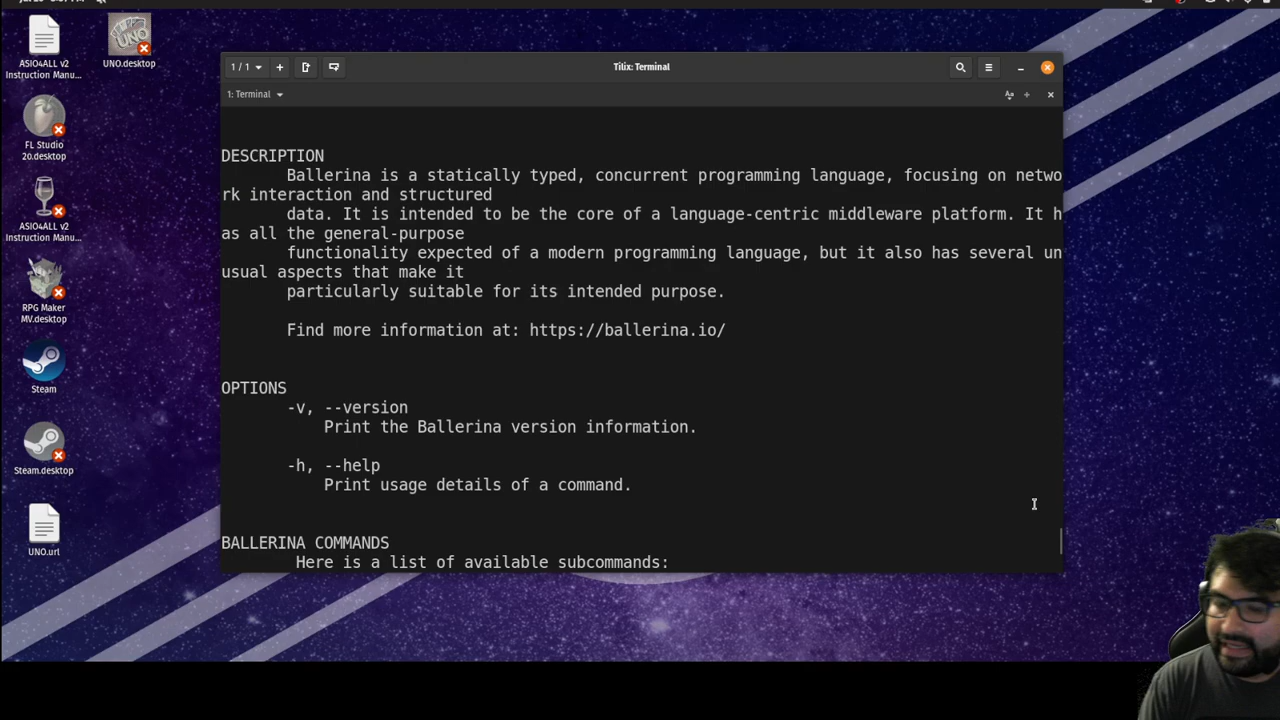 ASIO4ALL v2
Instruction Manu...
UNO.desktop
FL Studio
20.desktop
ASIO4ALL v2
Instruction Manu...
RPG Maker
MV.desktop
Steam
Steam.desktop
UNO.url
1 / 1
Tilix: Terminal
1: Terminal
DESCRIPTION
Ballerina is a statically typed, concurrent programming language, focusing on netwo
rk interaction and structured
data. It is intended to be the core of a language-centric middleware platform. It h
as all the general-purpose
functionality expected of a modern programming language, but it also has several un
usual aspects that make it
particularly suitable for its intended purpose.
Find more information at: https://ballerina.io/
OPTIONS
-v, --version
Print the Ballerina version information.
-h, --help
Print usage details of a command.
BALLERINA COMMANDS
Here is a list of available subcommands: